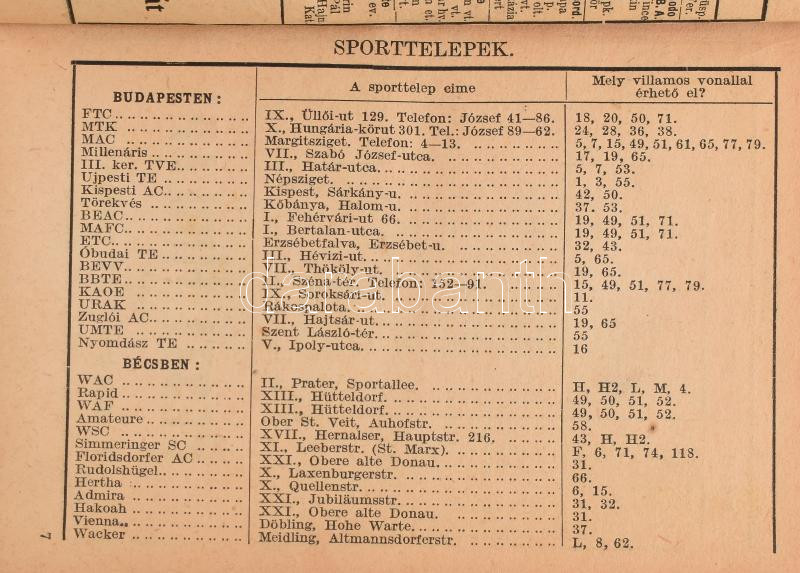 SPORTTELEPEK.
BUDAPESTEN: A sporttelep cime Mely villamos vonallal érhető el?
FTC IX., Üllői-ut 129. Telefon: József 41—86. 18, 20, 50, 71.
MTK X., Hungária-körut 301. Tel.: József 89—62. 24, 28, 36, 38.
MAC Margitsziget. Telefon: 4—13. 5, 7, 15, 49, 51, 61, 65, 77, 79.
Millenáris VII., Szabó József-utca. 17, 19, 65.
III. ker. TVE. III., Határ-utca. 5, 7, 53.
Ujpesti TE Népsziget. 1, 3, 55.
Kispesti AC. Kispest, Sárkány-u. 42, 50.
Törekvés Kőbánya, Halom-u. 37. 53.
BEAC I., Fehérvári-ut 66. 19, 49, 51, 71.
MAFC I., Bertalan-utca. 19, 49, 51, 71.
ETC Erzsébetfalva, Erzsébet-u. 32, 43.
Óbudai TE III., Hévizi-ut. 5, 65.
BEVV. VII., Thököly-ut. 19, 65.
BBTE II., Széna-tér. Telefon: 152—91. 15, 49, 51, 77, 79.
KAOE IX., Soroksári-ut. 11.
URAK Rákospalota. 55
Zuglói AC. VII., Hajtsár-ut. 19, 65
UMTE Szent László-tér. 55
Nyomdász TE V., Ipoly-utca. 16
BÉCSBEN:
WAC II., Prater, Sportallee. H, H2, L, M, 4.
Rapid XIII., Hütteldorf. 49, 50, 51, 52.
WAF XIII., Hütteldorf. 49, 50, 51, 52.
Amateure Ober St. Veit, Auhofstr. 58.
WSC XVII., Hernalser, Hauptstr. 216. 43, H, H2.
Simmeringer SC XI., Leeberstr. (St. Marx). F, 6, 71, 74, 118.
Floridsdorfer AC XXI., Obere alte Donau. 31.
Rudolshügel X., Laxenburgerstr. 66.
Hertha X., Quellenstr. 6, 15.
Admira XXI., Jubiläumsstr. 31, 32.
Hakoah XXI., Obere alte Donau. 31.
Vienna Döbling, Hohe Warte. 37.
Wacker Meidling, Altmannsdorferstr. L, 8, 62.
7
darabanth